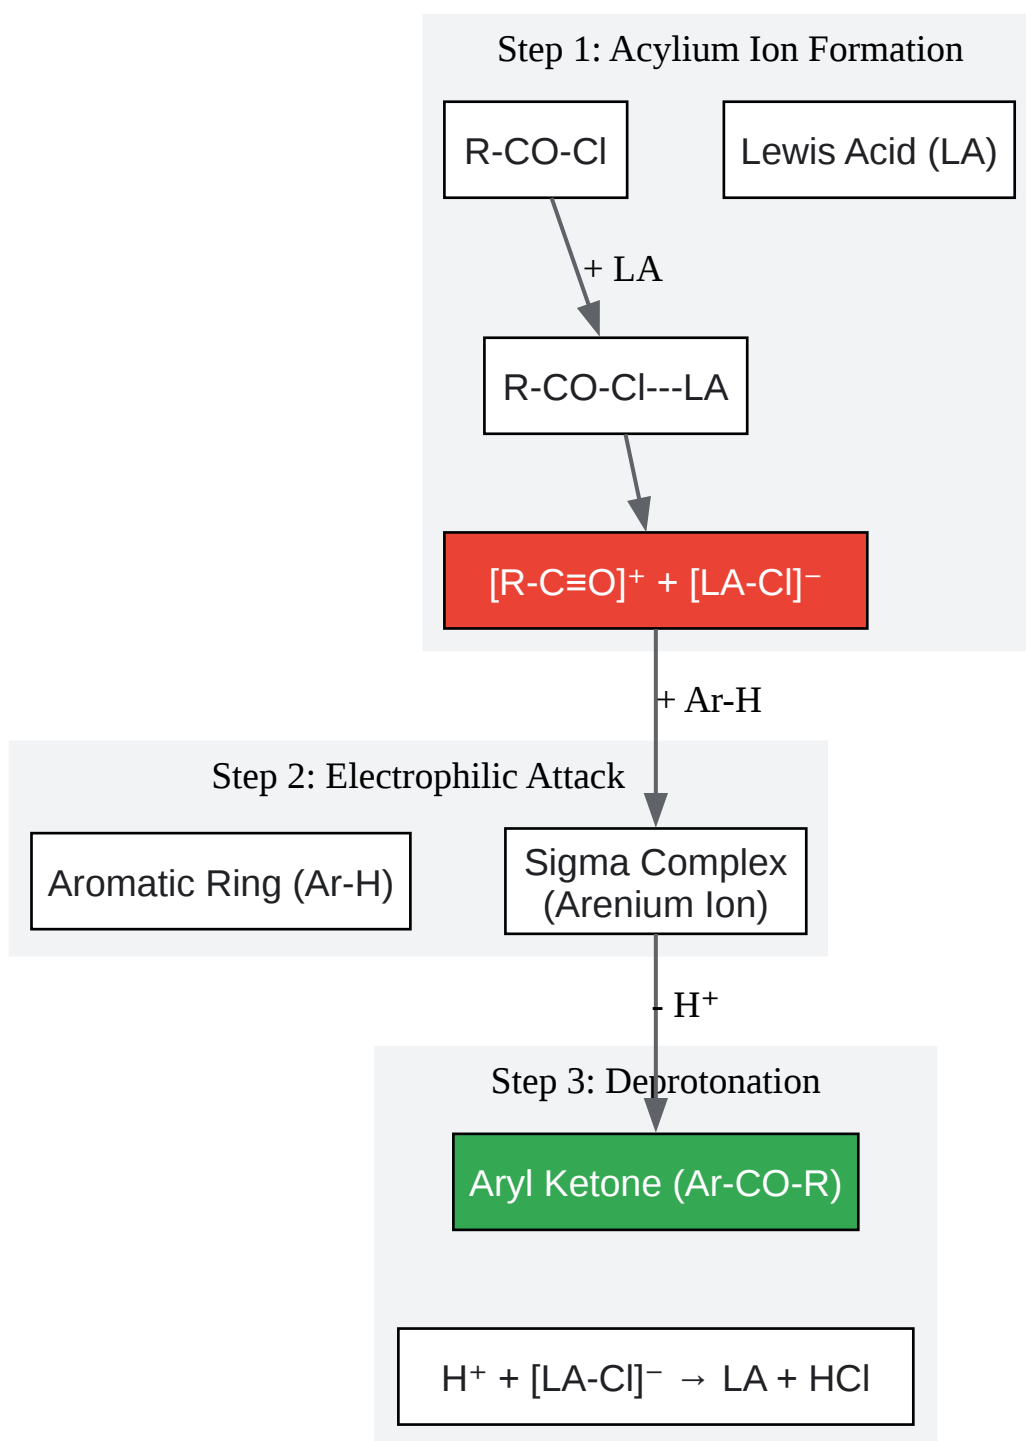 Step 1: Acylium Ion Formation
R-CO-Cl
Lewis Acid (LA)
+ LA
R-CO-Cl---LA
[R-C≡O]⁺ + [LA-Cl]⁻
+ Ar-H
Step 2: Electrophilic Attack
Aromatic Ring (Ar-H)
Sigma Complex
(Arenium Ion)
- H⁺
Step 3: Deprotonation
Aryl Ketone (Ar-CO-R)
H⁺ + [LA-Cl]⁻ → LA + HCl